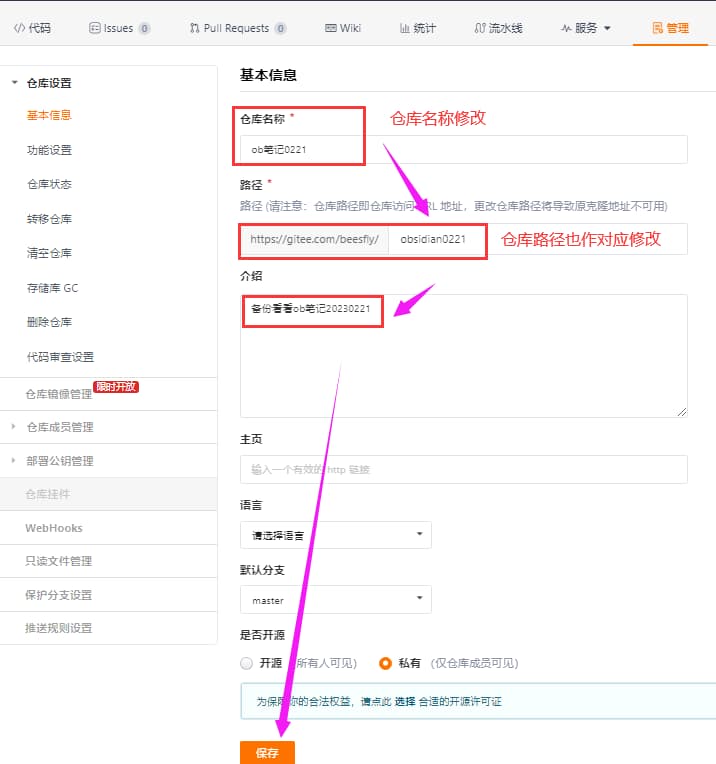 代码
Issues 0
Pull Requests 0
Wiki
统计
流水线
服务
管理
仓库设置
基本信息
功能设置
仓库状态
转移仓库
清空仓库
存储库 GC
删除仓库
代码审查设置
仓库镜像管理 限时开放
仓库成员管理
部署公钥管理
仓库挂件
WebHooks
只读文件管理
保护分支设置
推送规则设置
基本信息
仓库名称 *
仓库名称修改
ob笔记0221
路径 *
路径 (请注意：仓库路径即仓库访问 URL 地址，更改仓库路径将导致原克隆地址不可用)
https://gitee.com/beesfly/ obsidian0221
仓库路径也作对应修改
介绍
备份看看ob笔记20230221
主页
输入一个有效的 http 链接
语言
请选择语言
默认分支
master
是否开源
开源 (所有人可见) 私有 (仅仓库成员可见)
为保障你的合法权益，请点此 选择 合适的开源许可证
保存